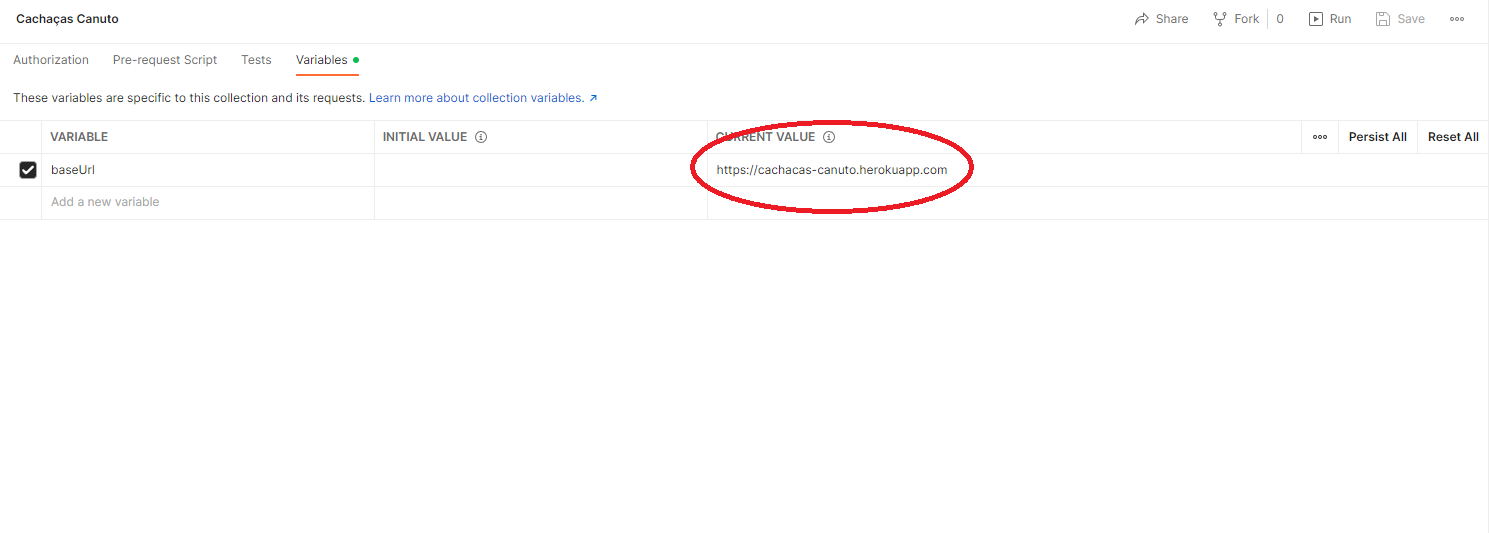 Cachaças Canuto
Share Fork 0 Run Save
Authorization Pre-request Script Tests Variables
These variables are specific to this collection and its requests. Learn more about collection variables. ↗
VARIABLE INITIAL VALUE CURRENT VALUE Persist All Reset All
baseUrl https://cachacas-canuto.herokuapp.com
Add a new variable